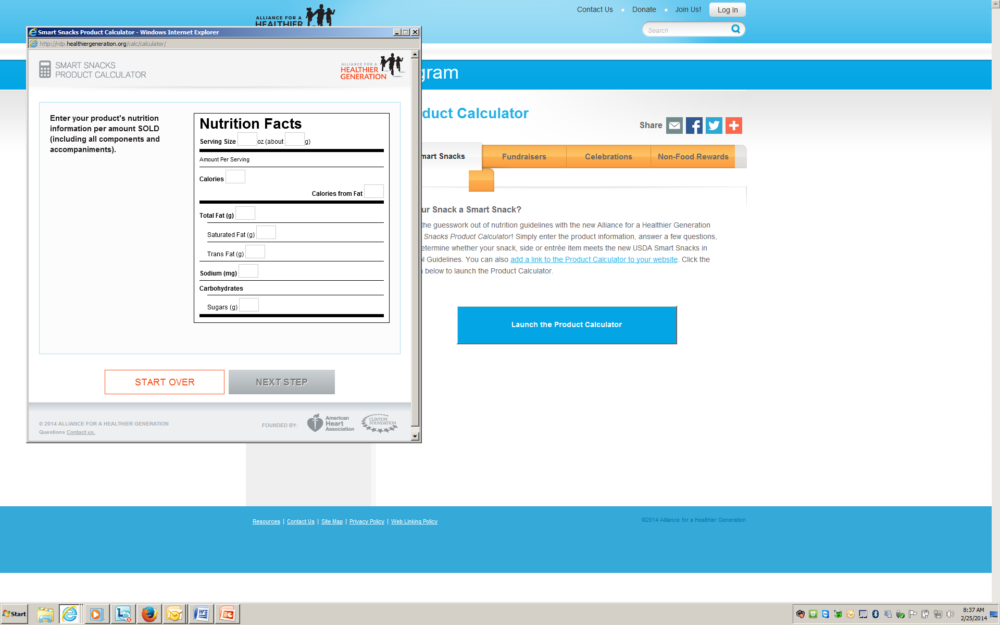 Contact Us
Donate
Join Us!
Log In
Search
ALLIANCE FOR A
HEALTHIER
Smart Snacks Product Calculator - Windows Internet Explorer
http://rdp.healthiergeneration.org/calc/calculator/
SMART SNACKS
PRODUCT CALCULATOR
ALLIANCE FOR A
HEALTHIER
GENERATION
Enter your product's nutrition
information per amount SOLD
(including all components and
accompaniments).
Nutrition Facts
Serving Size oz (about g)
Amount Per Serving
Calories
Calories from Fat
Total Fat (g)
Saturated Fat (g)
Trans Fat (g)
Sodium (mg)
Carbohydrates
Sugars (g)
START OVER
NEXT STEP
© 2014 ALLIANCE FOR A HEALTHIER GENERATION
Questions Contact us.
FOUNDED BY:
American
Heart
Association
CLINTON
FOUNDATION
gram
duct Calculator
Share
mart Snacks
Fundraisers
Celebrations
Non-Food Rewards
ur Snack a Smart Snack?
the guesswork out of nutrition guidelines with the new Alliance for a Healthier Generation
Snacks Product Calculator! Simply enter the product information, answer a few questions,
etermine whether your snack, side or entrée item meets the new USDA Smart Snacks in
l Guidelines. You can also add a link to the Product Calculator to your website. Click the
below to launch the Product Calculator.
Launch the Product Calculator
Resources | Contact Us | Site Map | Privacy Policy | Web Linking Policy
©2014 Alliance for a Healthier Generation
Start
8:37 AM
2/25/2014